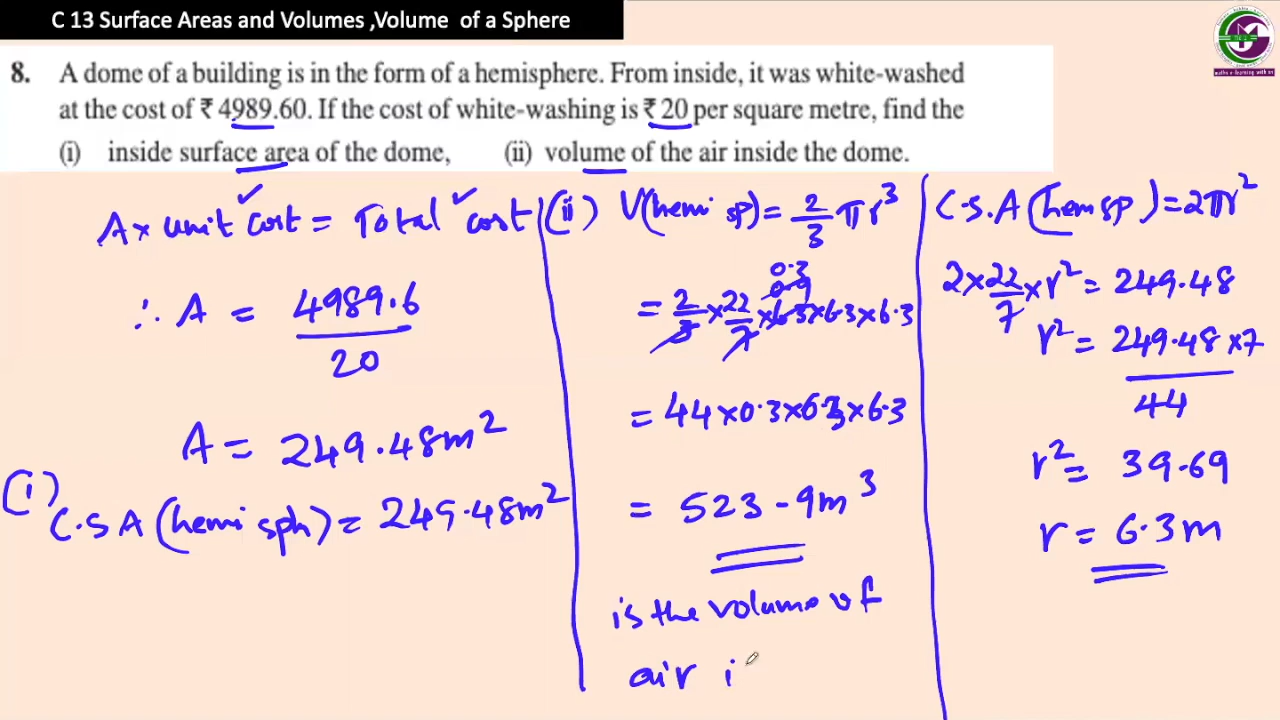 C 13 Surface Areas and Volumes ,Volume of a Sphere
8. A dome of a building is in the form of a hemisphere. From inside, it was white-washed
at the cost of ₹ 4989.60. If the cost of white-washing is ₹ 20 per square metre, find the
(i) inside surface area of the dome, (ii) volume of the air inside the dome.
A × unit cost = Total cost
∴ A = 4989.6
20
A = 249.48m²
(i)
C.S A (hemi sph) = 249.48m²
(ii) V(hemi sp) = 2/3 πr³
0.3
0.9
= 2/3 × 22/7 × 6.3 × 6.3 × 6.3
= 44 × 0.3 × 6.3 × 6.3
= 523.9m³
is the volume of
air i
C.S.A (hemsp) = 2πr²
2 × 22/7 × r² = 249.48
r² = 249.48 × 7
44
r² = 39.69
r = 6.3m